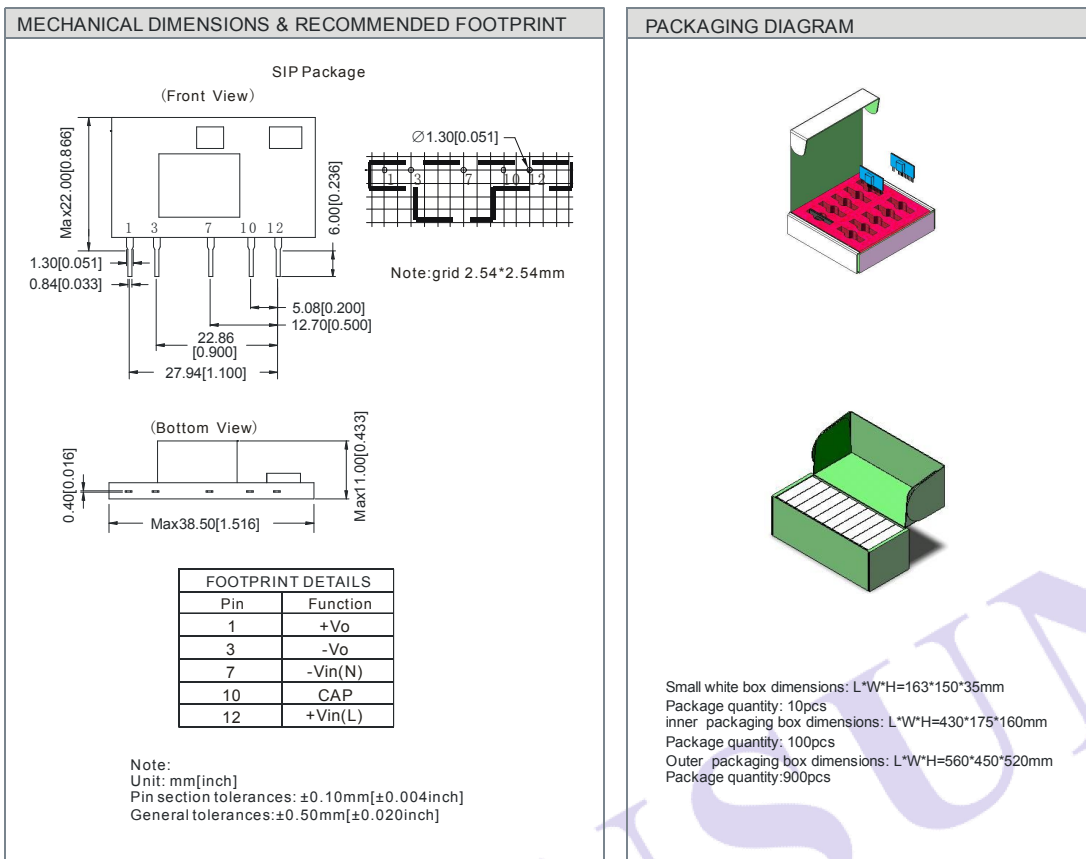 MECHANICAL DIMENSIONS & RECOMMENDED FOOTPRINT
SIP Package
(Front View)
Max22.00[0.866]
1 3 7 10 12
6.00[0.236]
1.30[0.051]
0.84[0.033]
5.08[0.200]
12.70[0.500]
22.86
[0.900]
27.94[1.100]
∅1.30[0.051]
1 3 7 10 12
Note:grid 2.54*2.54mm
(Bottom View)
0.40[0.016]
Max11.00[0.433]
Max38.50[1.516]
FOOTPRINT DETAILS
Pin Function
1 +Vo
3 -Vo
7 -Vin(N)
10 CAP
12 +Vin(L)
Note:
Unit: mm[inch]
Pin section tolerances: ±0.10mm[±0.004inch]
General tolerances:±0.50mm[±0.020inch]
PACKAGING DIAGRAM
Small white box dimensions: L*W*H=163*150*35mm
Package quantity: 10pcs
inner packaging box dimensions: L*W*H=430*175*160mm
Package quantity: 100pcs
Outer packaging box dimensions: L*W*H=560*450*520mm
Package quantity:900pcs